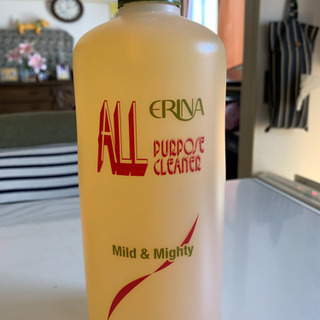 ERINA
ALL PURPOSE
CLEANER
Mild & Mighty